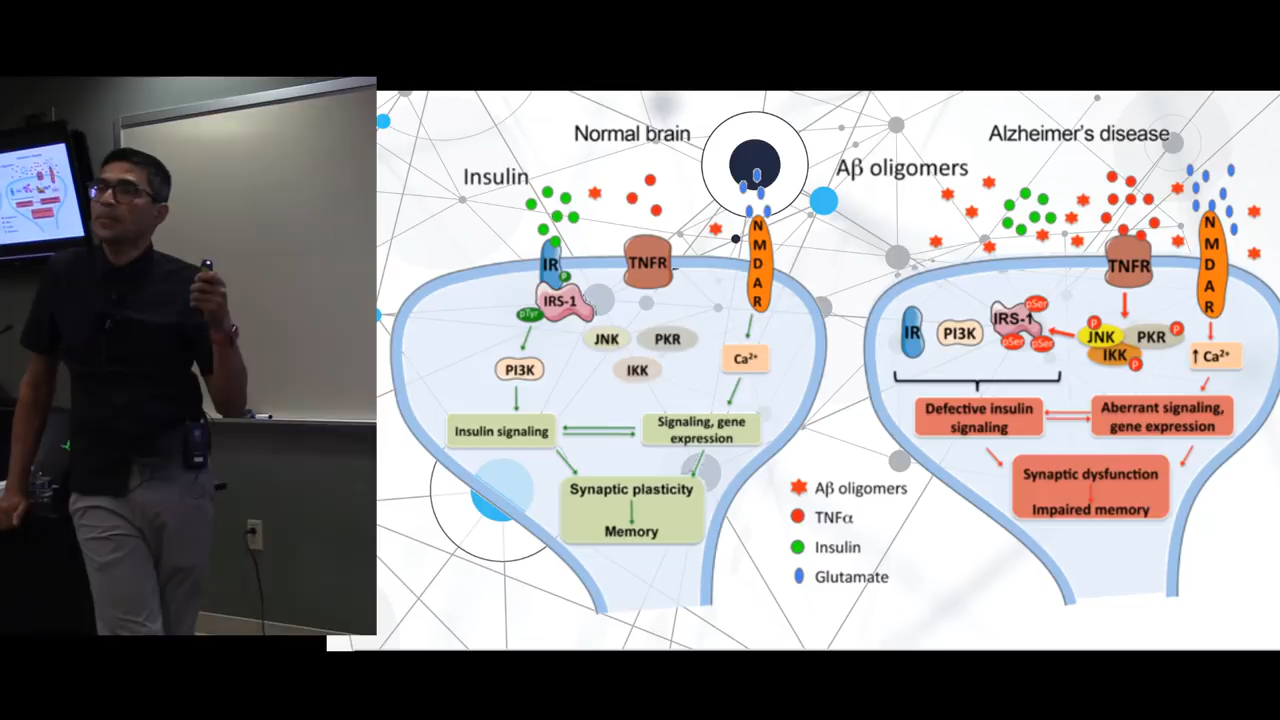 Normal brain
Insulin
IR
P
IRS-1
pTyr
TNFR
NMDAR
JNK
PKR
IKK
PI3K
Ca²⁺
Insulin signaling
Signaling, gene
expression
Synaptic plasticity
Memory
Alzheimer's disease
Aβ oligomers
TNFR
NMDAR
IR
PI3K
IRS-1
pSer
pSer
pSer
P
JNK
PKR
P
IKK
P
↑ Ca²⁺
Defective insulin
signaling
Aberrant signaling,
gene expression
Synaptic dysfunction
Impaired memory
Aβ oligomers
TNFα
Insulin
Glutamate